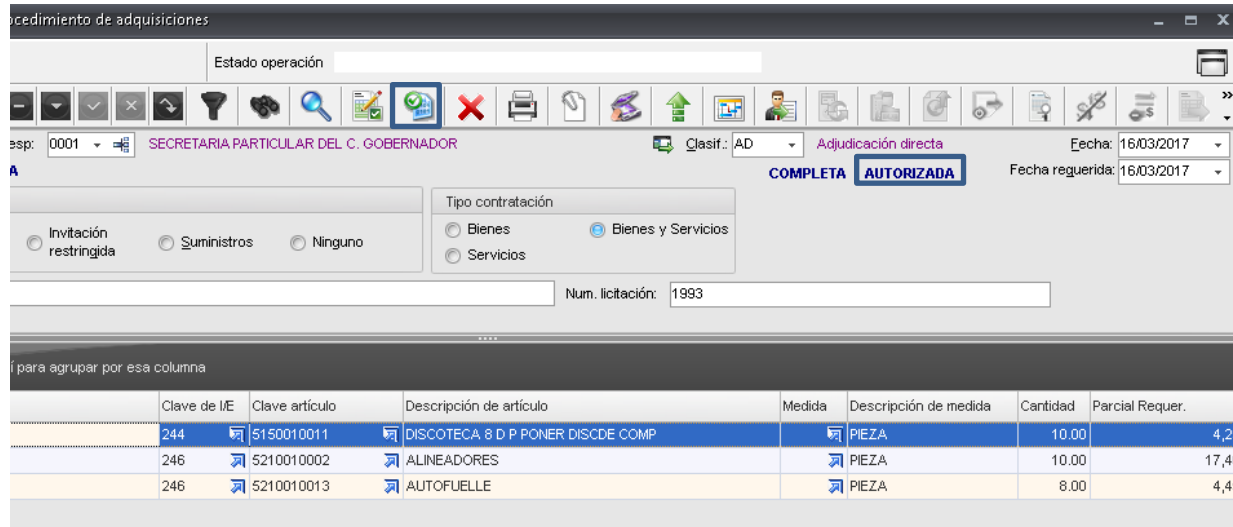 ocedimiento de adquisiciones
Estado operación
esp: 0001 SECRETARIA PARTICULAR DEL C. GOBERNADOR Clasif.: AD Adjudicación directa Fecha: 16/03/2017
A COMPLETA AUTORIZADA Fecha requerida: 16/03/2017
Tipo contratación
Invitación restringida Suministros Ninguno Bienes Bienes y Servicios
Servicios
Num. licitación: 1993
í para agrupar por esa columna
Clave de I/E Clave artículo Descripción de artículo Medida Descripción de medida Cantidad Parcial Requer.
244 5150010011 DISCOTECA 8 D P PONER DISCDE COMP PIEZA 10.00 4,2
246 5210010002 ALINEADORES PIEZA 10.00 17,4
246 5210010013 AUTOFUELLE PIEZA 8.00 4,4